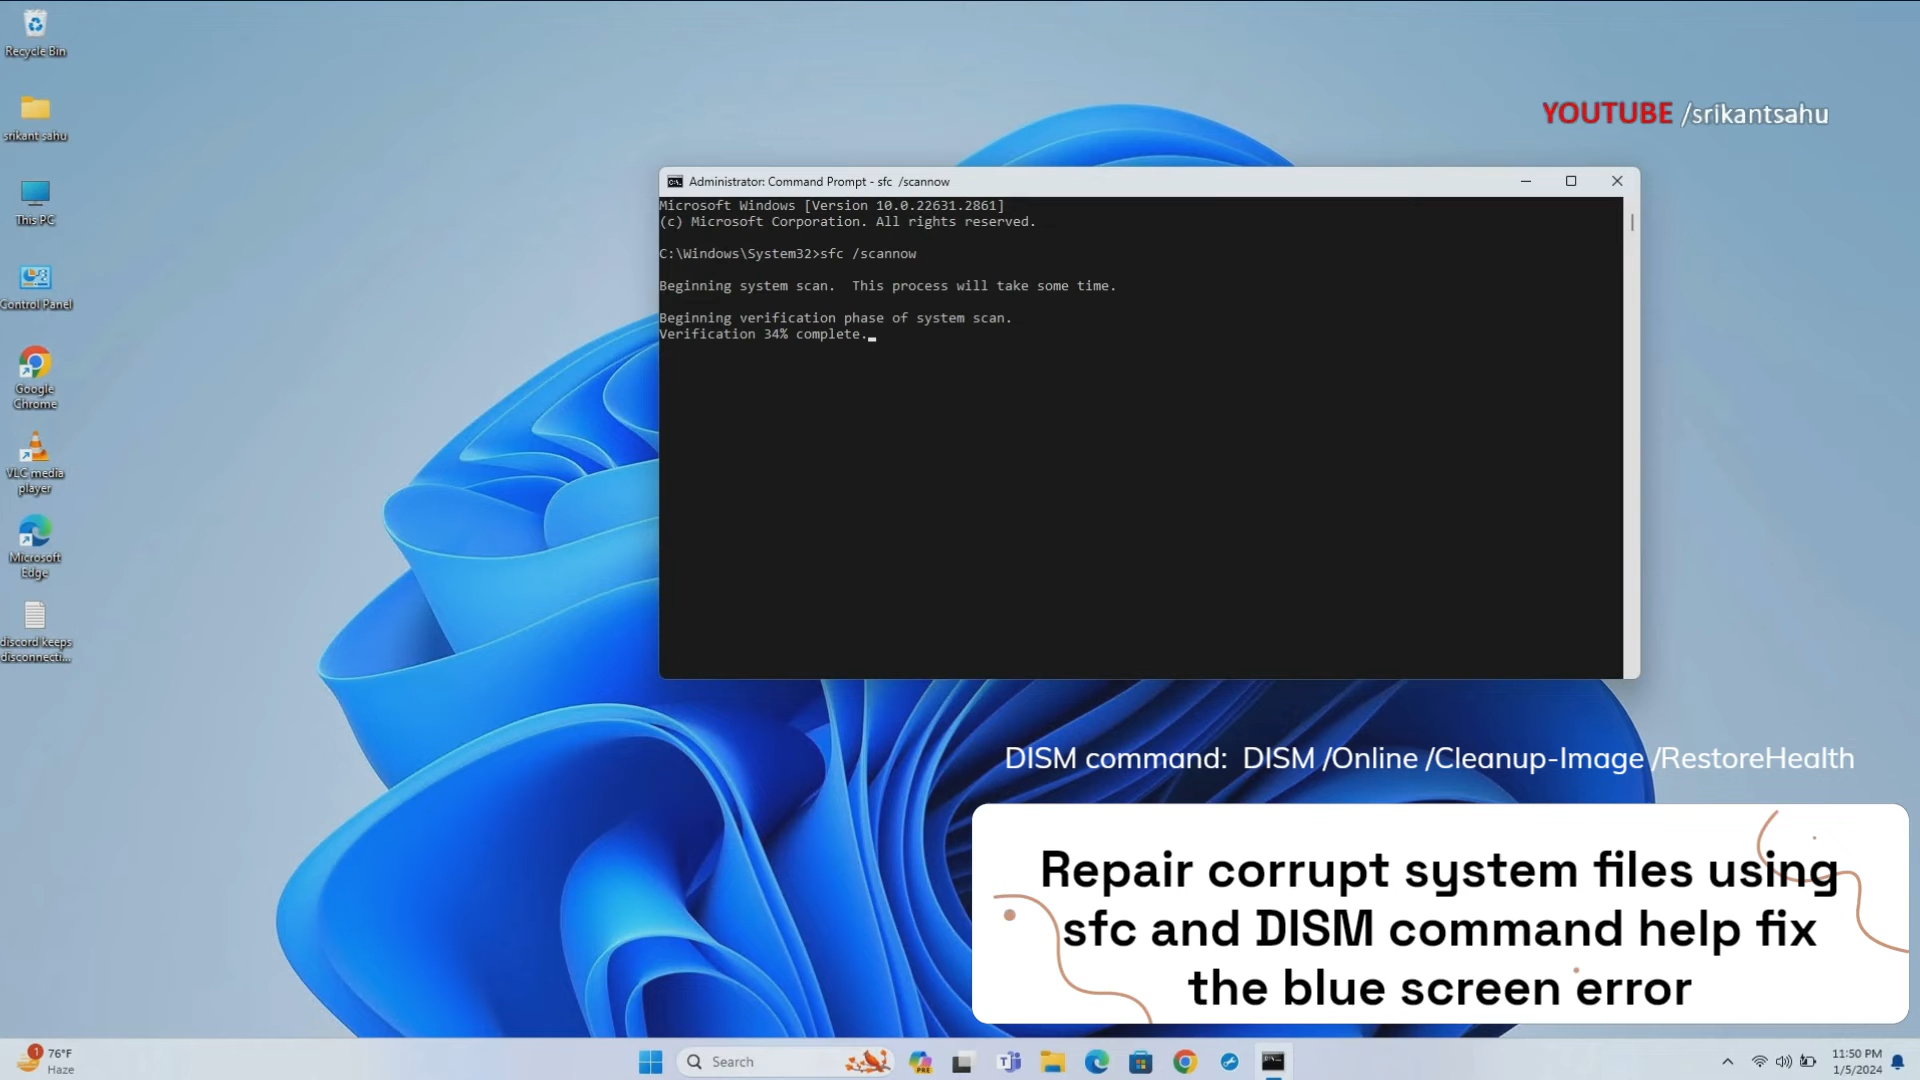 Recycle Bin
srikant sahu
This PC
Control Panel
Google
Chrome
VLC media
player
Microsoft
Edge
discord keeps
disconnecti...
YOUTUBE /srikantsahu
Administrator: Command Prompt - sfc  /scannow
Microsoft Windows [Version 10.0.22631.2861]
(c) Microsoft Corporation. All rights reserved.
C:\Windows\System32>sfc /scannow
Beginning system scan.  This process will take some time.
Beginning verification phase of system scan.
Verification 34% complete.
DISM command:  DISM /Online /Cleanup-Image /RestoreHealth
Repair corrupt system files using
sfc and DISM command help fix
the blue screen error
1
76°F
Haze
Search
PRE
11:50 PM
1/5/2024